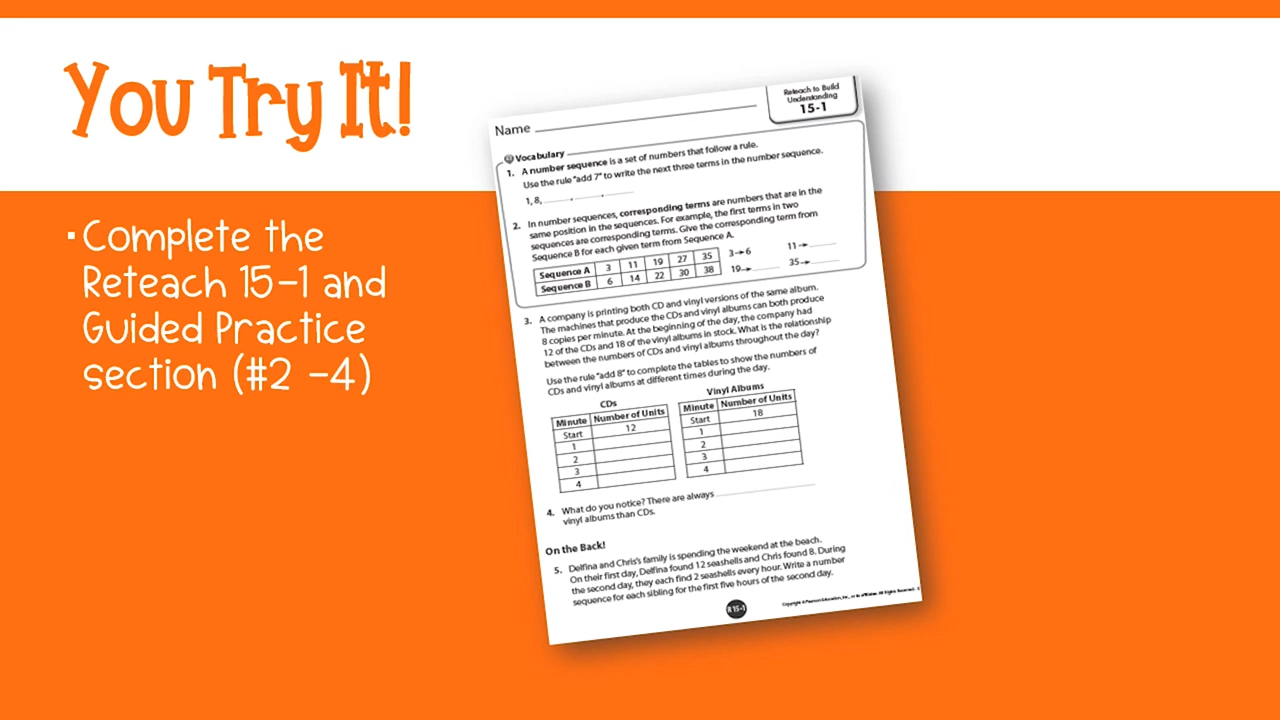 You Try It!
▪ Complete the
Reteach 15-1 and
Guided Practice
section (#2 -4)
Reteach to Build
Understanding
15-1
Name
Vocabulary
1. A number sequence is a set of numbers that follow a rule.
Use the rule "add 7" to write the next three terms in the number sequence.
1, 8, , ,
2. In number sequences, corresponding terms are numbers that are in the
same position in the sequences. For example, the first terms in two
sequences are corresponding terms. Give the corresponding term from
Sequence B for each given term from Sequence A.
Sequence A 3 11 19 27 35
Sequence B 6 14 22 30 38
3→6 11→
19→ 35→
3. A company is printing both CD and vinyl versions of the same album.
The machines that produce the CDs and vinyl albums can both produce
8 copies per minute. At the beginning of the day, the company had
12 of the CDs and 18 of the vinyl albums in stock. What is the relationship
between the numbers of CDs and vinyl albums throughout the day?
Use the rule "add 8" to complete the tables to show the numbers of
CDs and vinyl albums at different times during the day.
CDs
Minute Number of Units
Start 12
1
2
3
4
Vinyl Albums
Minute Number of Units
Start 18
1
2
3
4
4. What do you notice? There are always
vinyl albums than CDs.
On the Back!
5. Delfina and Chris's family is spending the weekend at the beach.
On their first day, Delfina found 12 seashells and Chris found 8. During
the second day, they each find 2 seashells every hour. Write a number
sequence for each sibling for the first five hours of the second day.
R 15-1
Copyright © Pearson Education, Inc., or its affiliates. All Rights Reserved.